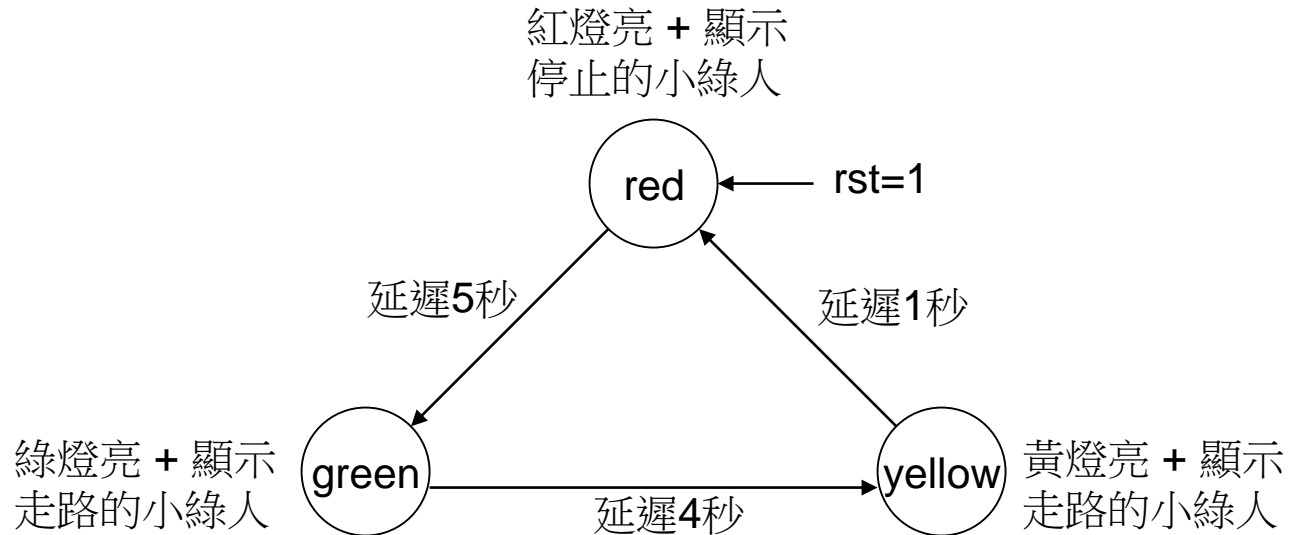 紅燈亮 + 顯示
停止的小綠人
red
rst=1
延遲5秒
延遲1秒
綠燈亮 + 顯示
走路的小綠人
green
延遲4秒
yellow
黃燈亮 + 顯示
走路的小綠人